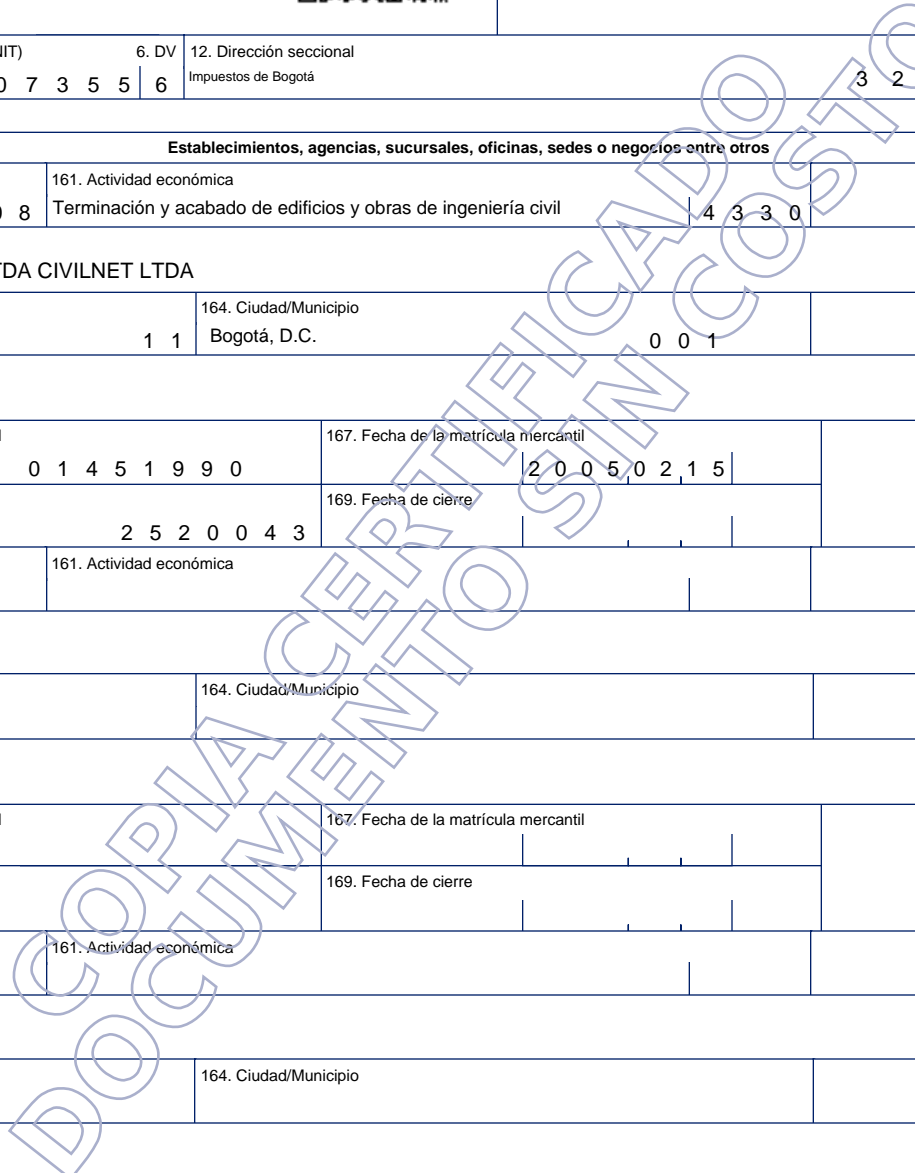 NIT) 6. DV 12. Dirección seccional
0 7 3 5 5 6 Impuestos de Bogotá 3 2
Establecimientos, agencias, sucursales, oficinas, sedes o negocios entre otros
161. Actividad económica
0 8 Terminación y acabado de edificios y obras de ingeniería civil 4 3 3 0
TDA CIVILNET LTDA
164. Ciudad/Municipio
1 1 Bogotá, D.C. 0 0 1
167. Fecha de la matrícula mercantil
0 1 4 5 1 9 9 0 2 0 0 5 0 2 1 5
169. Fecha de cierre
2 5 2 0 0 4 3
161. Actividad económica
164. Ciudad/Municipio
167. Fecha de la matrícula mercantil
169. Fecha de cierre
161. Actividad económica
164. Ciudad/Municipio
COPIA CERTIFICADO
DOCUMENTO SIN COSTO